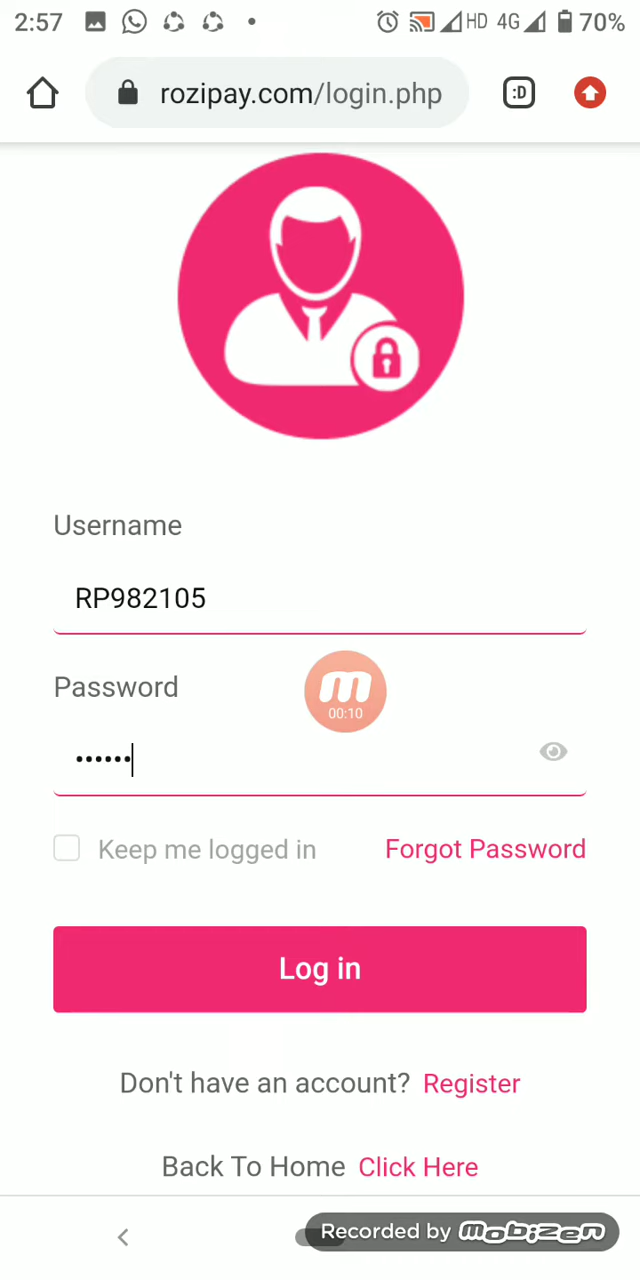 2:57 HD 4G 70%
rozipay.com/login.php :D
Username
RP982105
Password
m
00:10
••••••
Keep me logged in Forgot Password
Log in
Don't have an account? Register
Back To Home Click Here
Recorded by mobizen